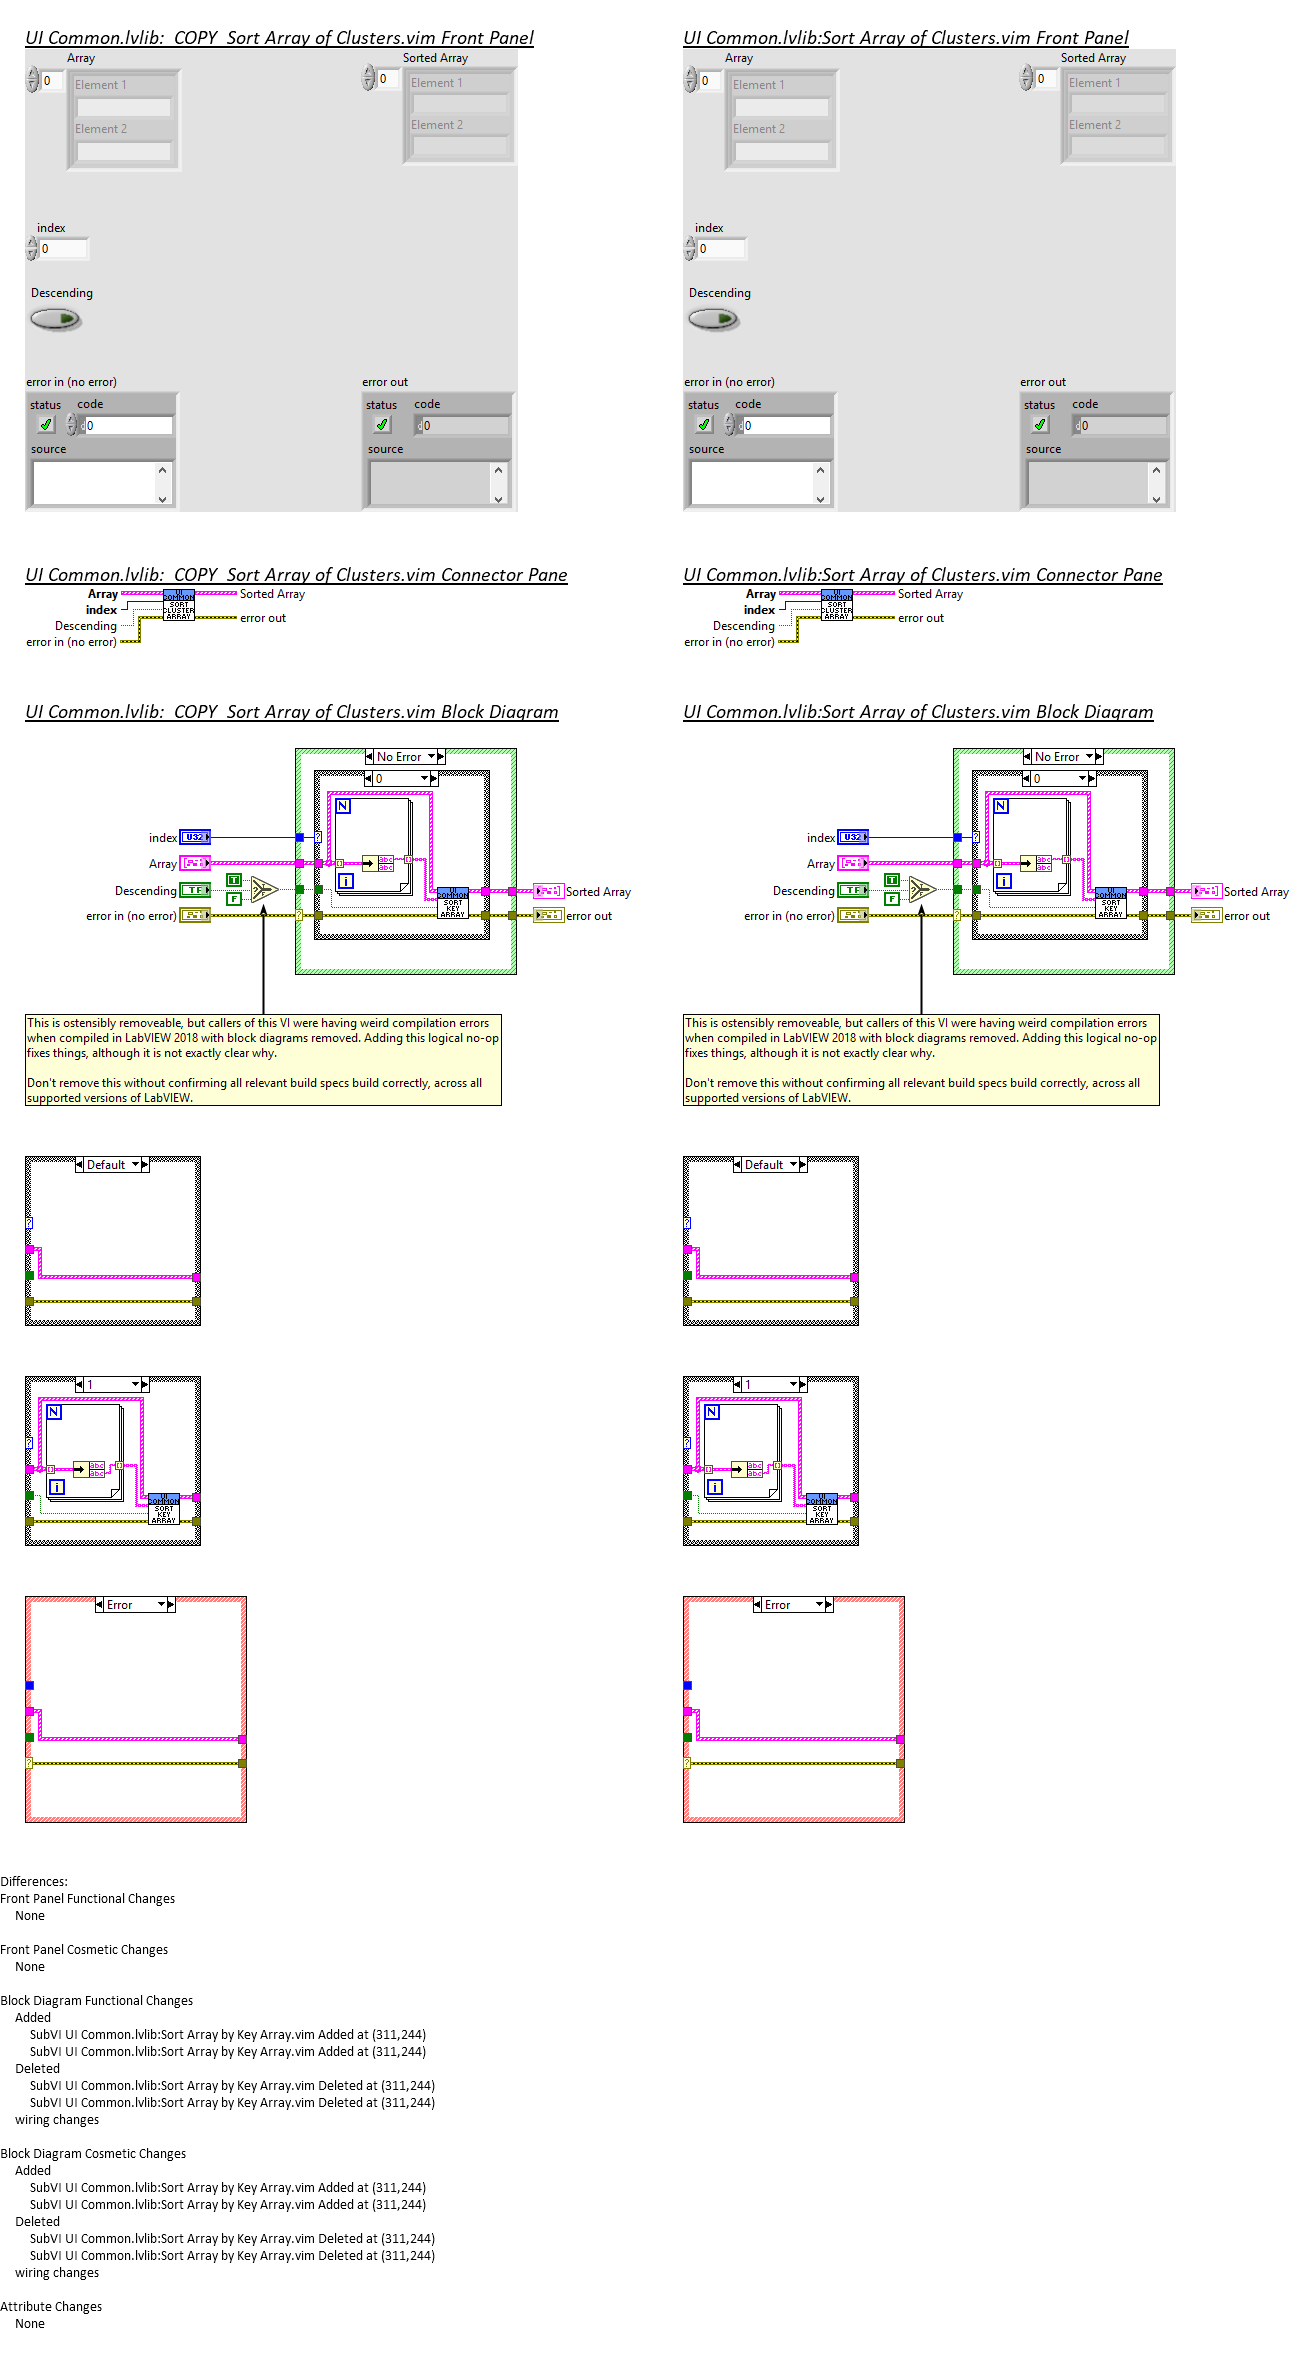 UI Common.lvlib:_COPY_Sort Array of Clusters.vim Front Panel
Array
Sorted Array
0
0
Element 1
Element 1
Element 2
Element 2
index
0
Descending
error in (no error)
error out
status
code
status
code
0
0
source
source
UI Common.lvlib:Sort Array of Clusters.vim Front Panel
Array
Sorted Array
0
0
Element 1
Element 1
Element 2
Element 2
index
0
Descending
error in (no error)
error out
status
code
status
code
0
0
source
source
UI Common.lvlib:_COPY_Sort Array of Clusters.vim Connector Pane
Array
index
Descending
error in (no error)
UI
COMMON
SORT
CLUSTER
ARRAY
Sorted Array
error out
UI Common.lvlib:Sort Array of Clusters.vim Connector Pane
Array
index
Descending
error in (no error)
UI
COMMON
SORT
CLUSTER
ARRAY
Sorted Array
error out
UI Common.lvlib:_COPY_Sort Array of Clusters.vim Block Diagram
No Error
0
N
index
U32
?
Array
abc
abc
i
Descending
TF
T
F
UI
COMMON
SORT
KEY
ARRAY
Sorted Array
error in (no error)
?
error out
This is ostensibly removeable, but callers of this VI were having weird compilation errors
when compiled in LabVIEW 2018 with block diagrams removed. Adding this logical no-op
fixes things, although it is not exactly clear why.
Don't remove this without confirming all relevant build specs build correctly, across all
supported versions of LabVIEW.
Default
?
1
N
?
abc
abc
i
UI
COMMON
SORT
KEY
ARRAY
Error
?
UI Common.lvlib:Sort Array of Clusters.vim Block Diagram
No Error
0
N
index
U32
?
Array
abc
abc
i
Descending
TF
T
F
UI
COMMON
SORT
KEY
ARRAY
Sorted Array
error in (no error)
?
error out
This is ostensibly removeable, but callers of this VI were having weird compilation errors
when compiled in LabVIEW 2018 with block diagrams removed. Adding this logical no-op
fixes things, although it is not exactly clear why.
Don't remove this without confirming all relevant build specs build correctly, across all
supported versions of LabVIEW.
Default
?
1
N
?
abc
abc
i
UI
COMMON
SORT
KEY
ARRAY
Error
?
Differences:
Front Panel Functional Changes
None
Front Panel Cosmetic Changes
None
Block Diagram Functional Changes
Added
SubVI UI Common.lvlib:Sort Array by Key Array.vim Added at (311,244)
SubVI UI Common.lvlib:Sort Array by Key Array.vim Added at (311,244)
Deleted
SubVI UI Common.lvlib:Sort Array by Key Array.vim Deleted at (311,244)
SubVI UI Common.lvlib:Sort Array by Key Array.vim Deleted at (311,244)
wiring changes
Block Diagram Cosmetic Changes
Added
SubVI UI Common.lvlib:Sort Array by Key Array.vim Added at (311,244)
SubVI UI Common.lvlib:Sort Array by Key Array.vim Added at (311,244)
Deleted
SubVI UI Common.lvlib:Sort Array by Key Array.vim Deleted at (311,244)
SubVI UI Common.lvlib:Sort Array by Key Array.vim Deleted at (311,244)
wiring changes
Attribute Changes
None